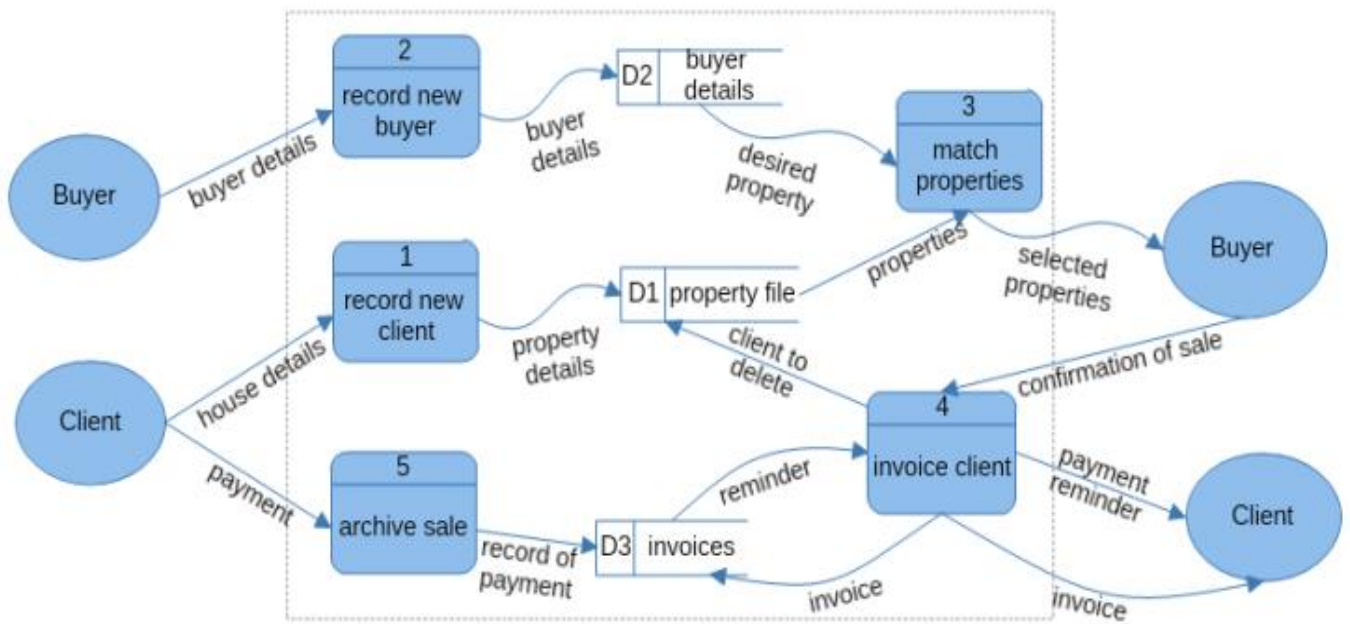 2
record new
buyer
buyer details
Buyer
buyer
details
D2
buyer
details
desired
property
3
match
properties
properties
selected
properties
Buyer
1
record new
client
house details
Client
property
details
D1
property file
client to
delete
confirmation of sale
4
invoice client
payment
reminder
Client
payment
5
archive sale
record of
payment
D3
invoices
reminder
invoice
invoice